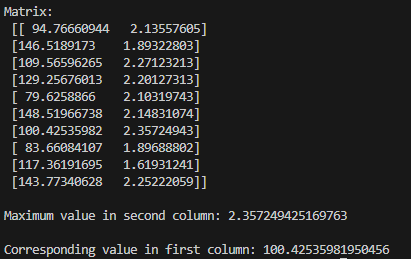 Matrix:
[[ 94.76660944 2.13557605]
[146.5189173 1.89322803]
[109.56596265 2.27123213]
[129.25676013 2.20127313]
[ 79.6258866 2.10319743]
[148.51966738 2.14831074]
[100.42535982 2.35724943]
[ 83.66084107 1.89688802]
[117.36191695 1.61931241]
[143.77340628 2.25222059]]
Maximum value in second column: 2.357249425169763
Corresponding value in first column: 100.42535981950456